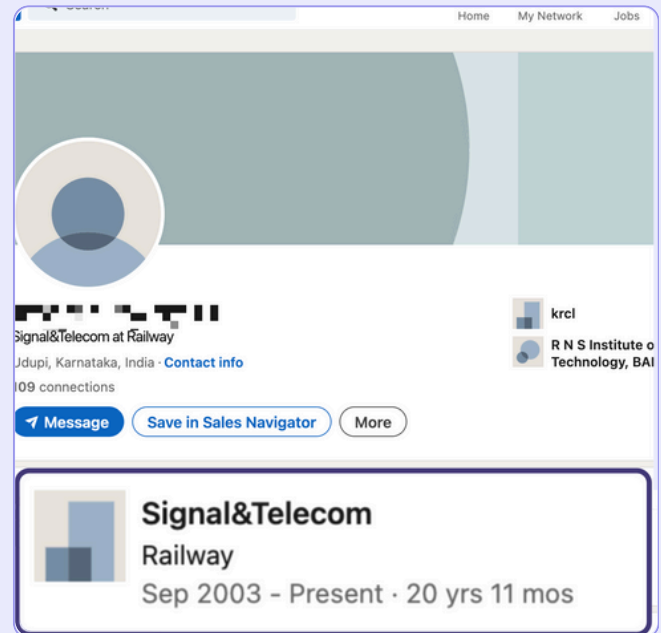 Home My Network Jobs
Signal&Telecom at Railway
Udupi, Karnataka, India · Contact info
109 connections
Message
Save in Sales Navigator
More
krcl
R N S Institute o
Technology, BAI
Signal&Telecom
Railway
Sep 2003 - Present · 20 yrs 11 mos